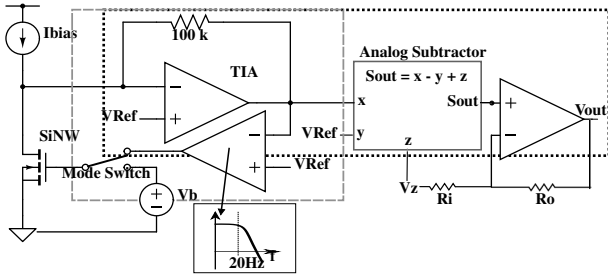 Ibias
100 k
TIA
Analog Subtractor
Sout = x - y + z
VRef
x
Sout
Vout
SiNW
VRef
y
z
VRef
Mode Switch
Vb
Vz
Ri
Ro
20Hz
f